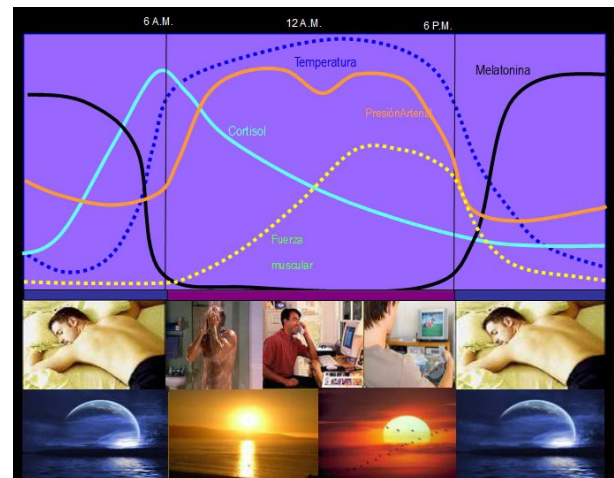 6 A.M.
12 A.M.
6 P.M.
Temperatura
Melatonina
PresiónArteria
Cortisol
Fuerza
muscular